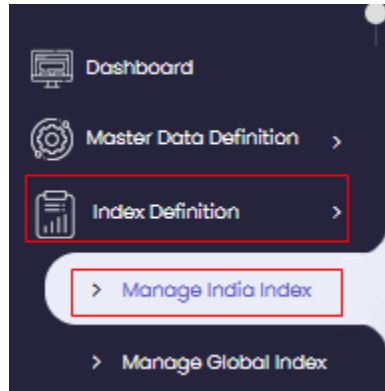 Dashboard
Master Data Definition
Index Definition
Manage India Index
Manage Global Index